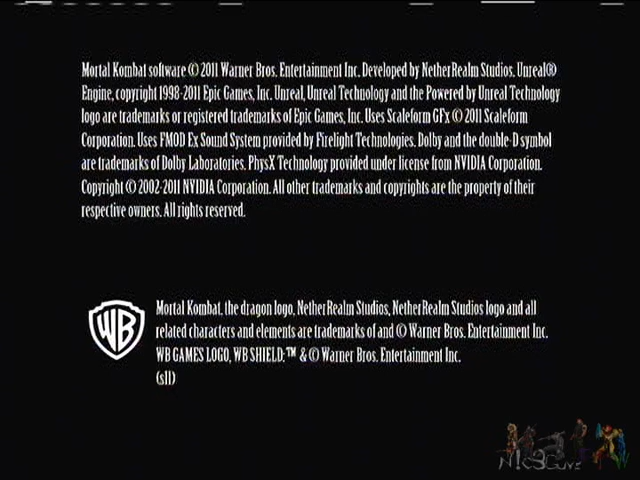 Mortal Kombat software © 2011 Warner Bros. Entertainment Inc. Developed by NetherRealm Studios. Unreal®
Engine, copyright 1998-2011 Epic Games, Inc. Unreal, Unreal Technology and the Powered by Unreal Technology
logo are trademarks or registered trademarks of Epic Games, Inc. Uses Scaleform GFx © 2011 Scaleform
Corporation. Uses FMOD Ex Sound System provided by Firelight Technologies. Dolby and the double-D symbol
are trademarks of Dolby Laboratories. PhysX Technology provided under license from NVIDIA Corporation.
Copyright © 2002-2011 NVIDIA Corporation. All other trademarks and copyrights are the property of their
respective owners. All rights reserved.
WB
Mortal Kombat, the dragon logo, NetherRealm Studios, NetherRealm Studios logo and all
related characters and elements are trademarks of and © Warner Bros. Entertainment Inc.
WB GAMES LOGO, WB SHIELD: ™ & © Warner Bros. Entertainment Inc.
(s11)